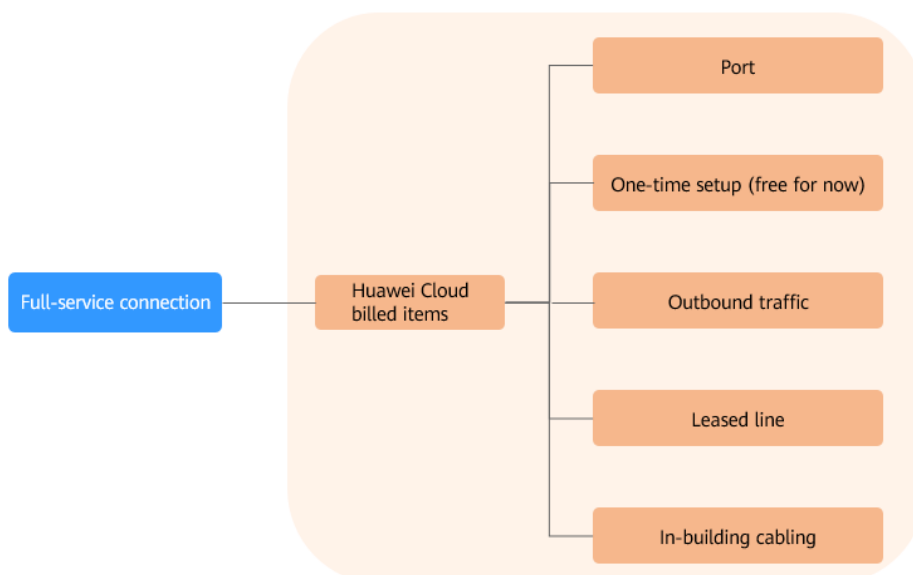 Port
One-time setup (free for now)
Full-service connection
Huawei Cloud
billed items
Outbound traffic
Leased line
In-building cabling